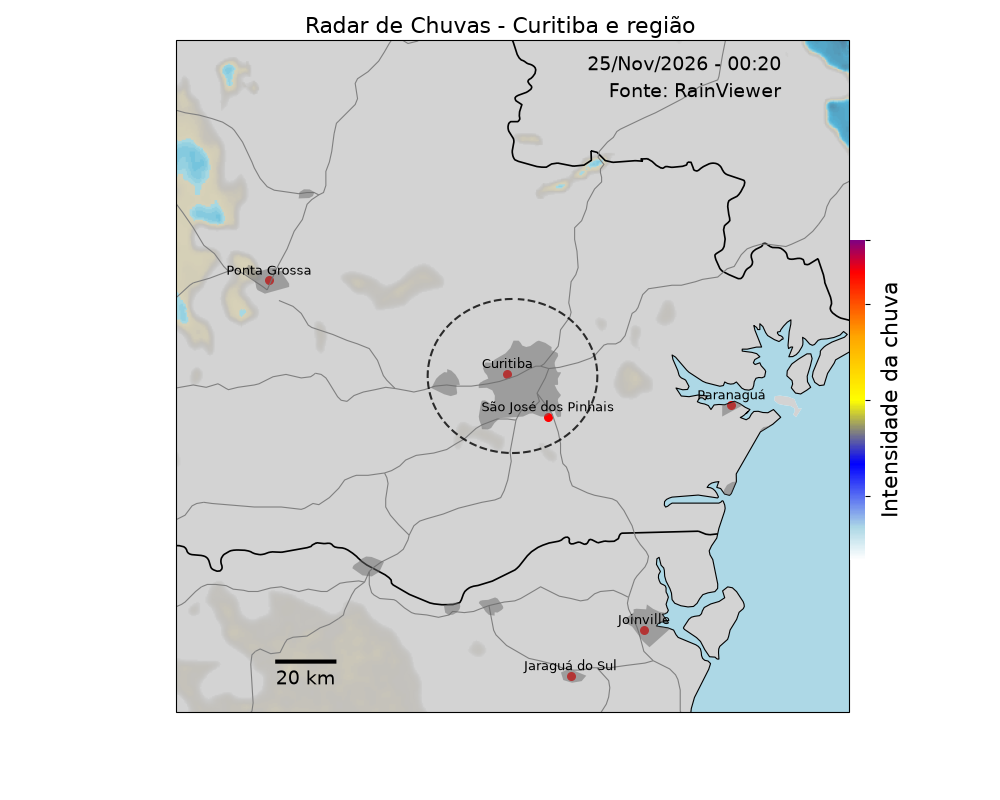 Radar de Chuvas - Curitiba e região
25/Nov/2026 - 00:20
Fonte: RainViewer
Ponta Grossa
Curitiba
Paranaguá
São José dos Pinhais
Joinville
Jaraguá do Sul
20 km
Intensidade da chuva